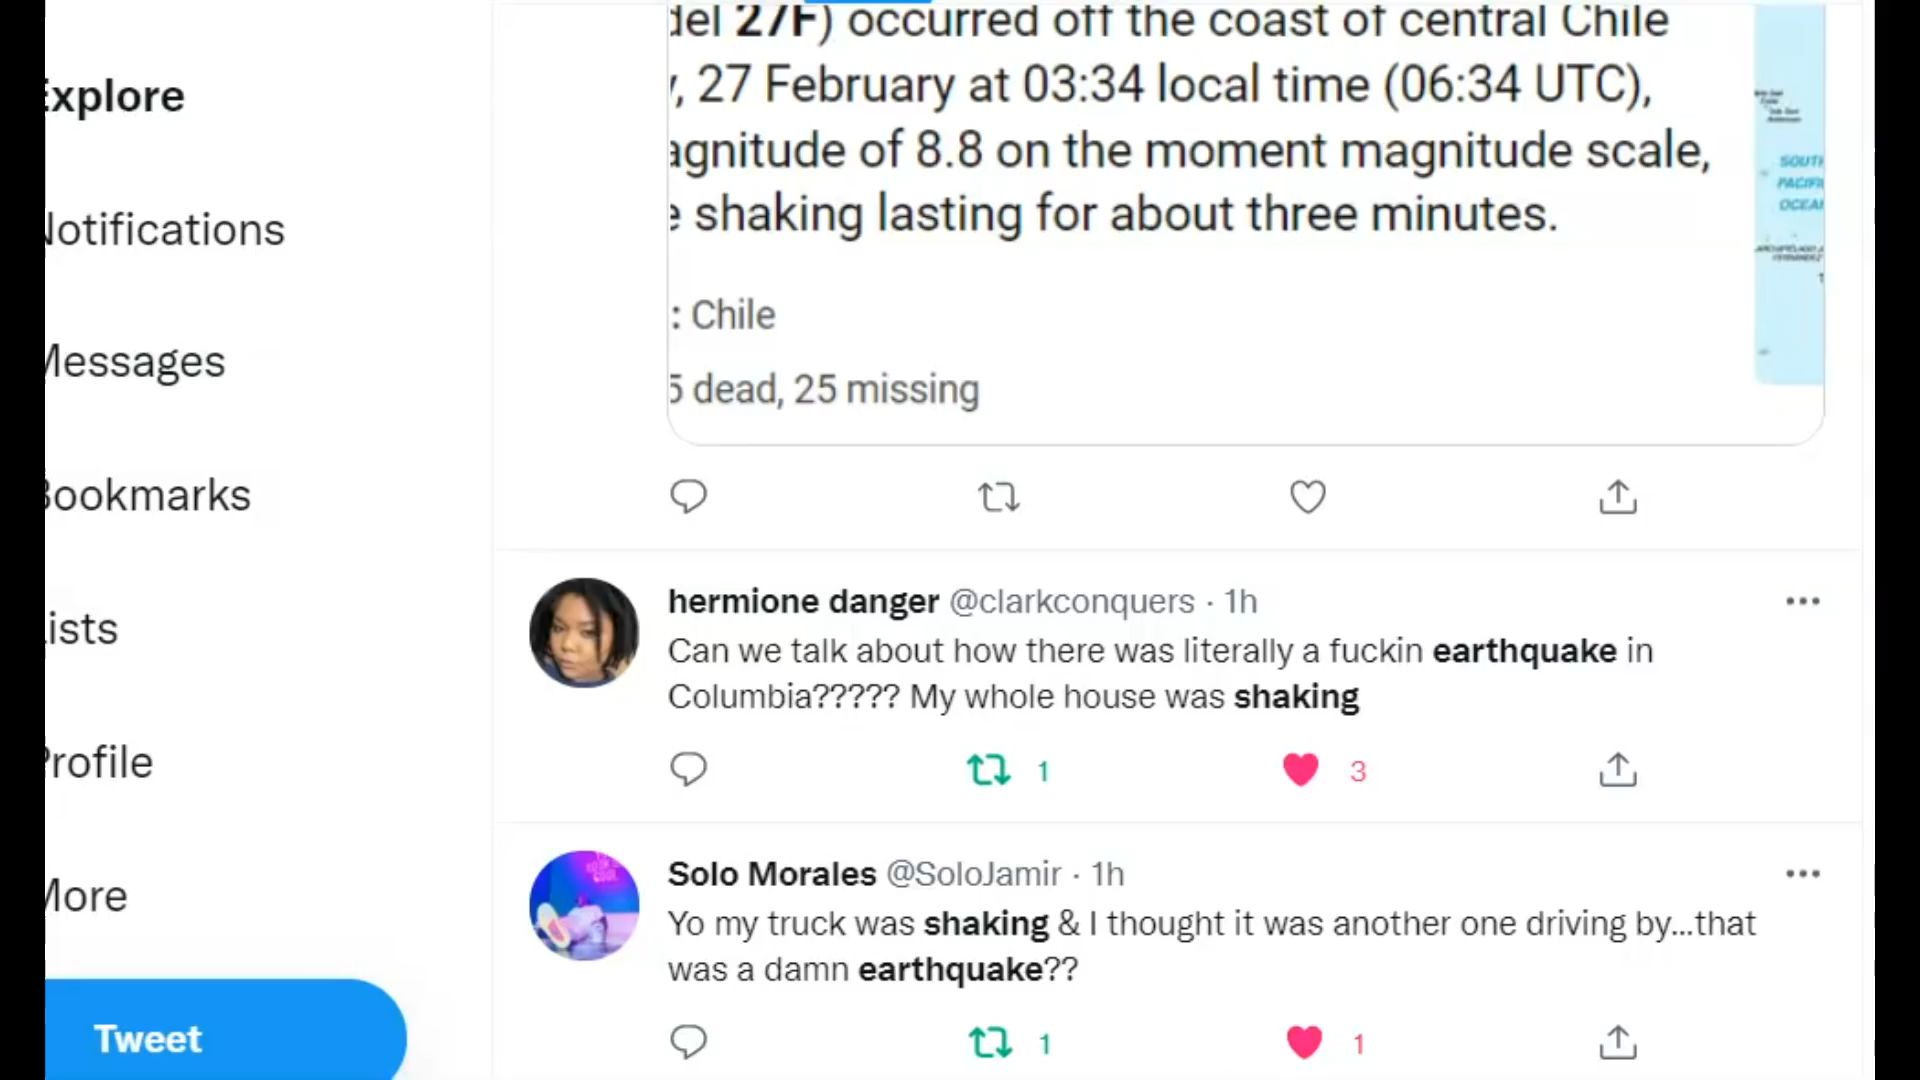 del 27F) occurred off the coast of central Chile
, 27 February at 03:34 local time (06:34 UTC),
agnitude of 8.8 on the moment magnitude scale,
e shaking lasting for about three minutes.
: Chile
5 dead, 25 missing
SOUTH
PACIFI
OCEAN
Explore
Notifications
Messages
Bookmarks
Lists
Profile
More
Tweet
hermione danger @clarkconquers · 1h
Can we talk about how there was literally a fuckin earthquake in
Columbia????? My whole house was shaking
1
3
Solo Morales @SoloJamir · 1h
Yo my truck was shaking & I thought it was another one driving by...that
was a damn earthquake??
1
1